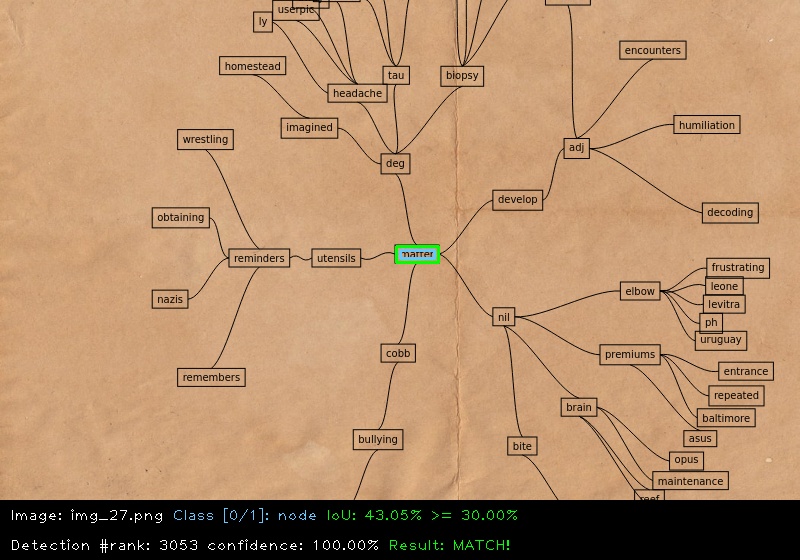 userpic
ly
encounters
homestead
tau
biopsy
headache
humiliation
imagined
wrestling
adj
deg
develop
decoding
obtaining
matter
reminders
utensils
frustrating
leone
elbow
nazis
levitra
nil
ph
uruguay
cobb
premiums
entrance
remembers
repeated
brain
baltimore
bullying
asus
bite
opus
maintenance
reef
Image: img_27.png Class [0/1]: node IoU: 43.05% >= 30.00%
Detection #rank: 3053 confidence: 100.00% Result: MATCH!